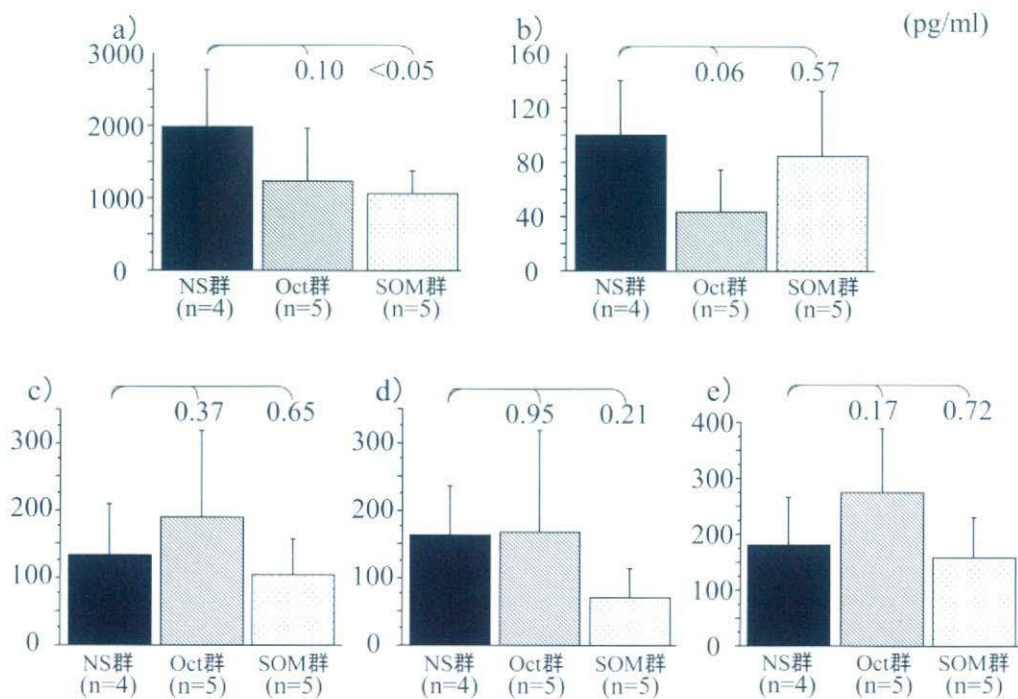 (pg/ml)
a)
0.10 <0.05
3000
2000
1000
0
NS群 Oct群 SOM群
(n=4) (n=5) (n=5)
b)
0.06 0.57
160
120
80
40
0
NS群 Oct群 SOM群
(n=4) (n=5) (n=5)
c)
0.37 0.65
300
200
100
0
NS群 Oct群 SOM群
(n=4) (n=5) (n=5)
d)
0.95 0.21
300
200
100
0
NS群 Oct群 SOM群
(n=4) (n=5) (n=5)
e)
0.17 0.72
400
300
200
100
0
NS群 Oct群 SOM群
(n=4) (n=5) (n=5)